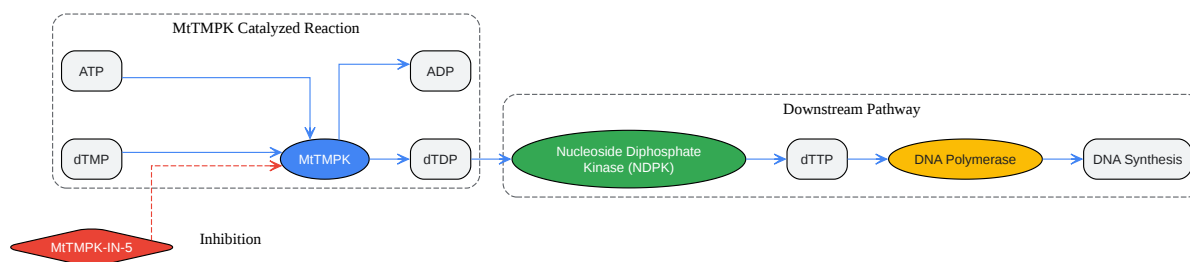 MtTMPK Catalyzed Reaction
ATP
ADP
Downstream Pathway
dTMP
MtTMPK
dTDP
Nucleoside Diphosphate
Kinase (NDPK)
dTTP
DNA Polymerase
DNA Synthesis
MtTMPK-IN-5
Inhibition